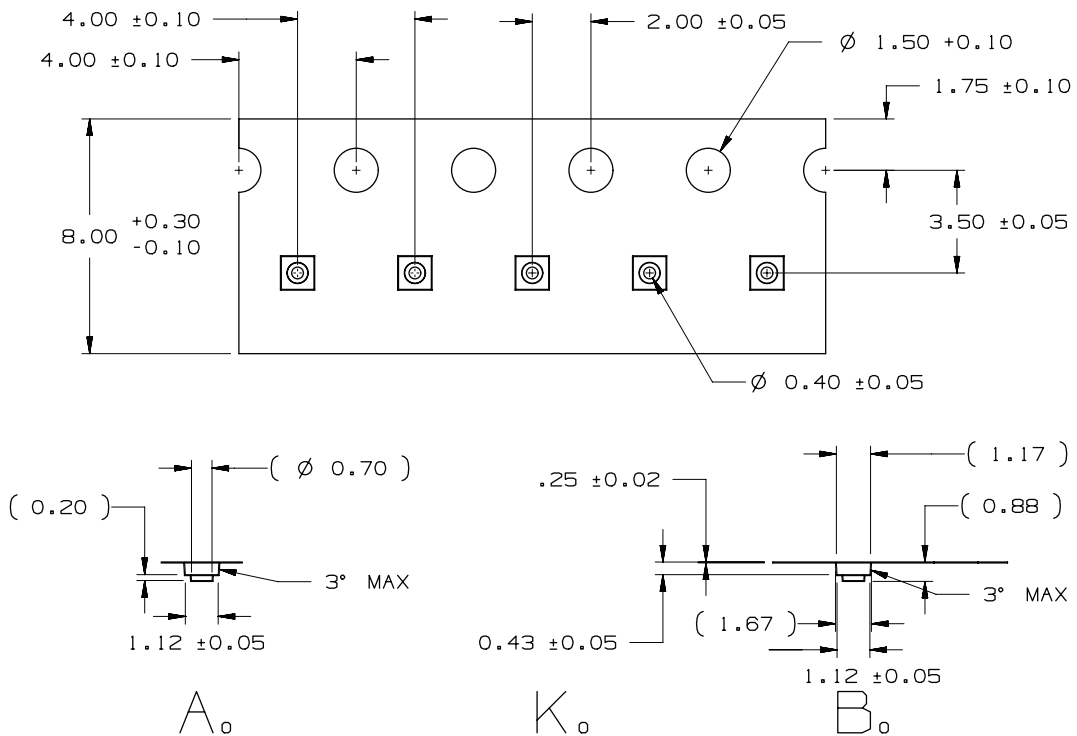 4.00 ±0.10
2.00 ±0.05
Ø 1.50 +0.10
4.00 ±0.10
1.75 ±0.10
8.00 +0.30 -0.10
3.50 ±0.05
Ø 0.40 ±0.05
( Ø 0.70 )
( 0.20 )
3° MAX
1.12 ±0.05
.25 ±0.02
( 1.17 )
( 0.88 )
3° MAX
( 1.67 )
0.43 ±0.05
1.12 ±0.05
A₀
K₀
B₀